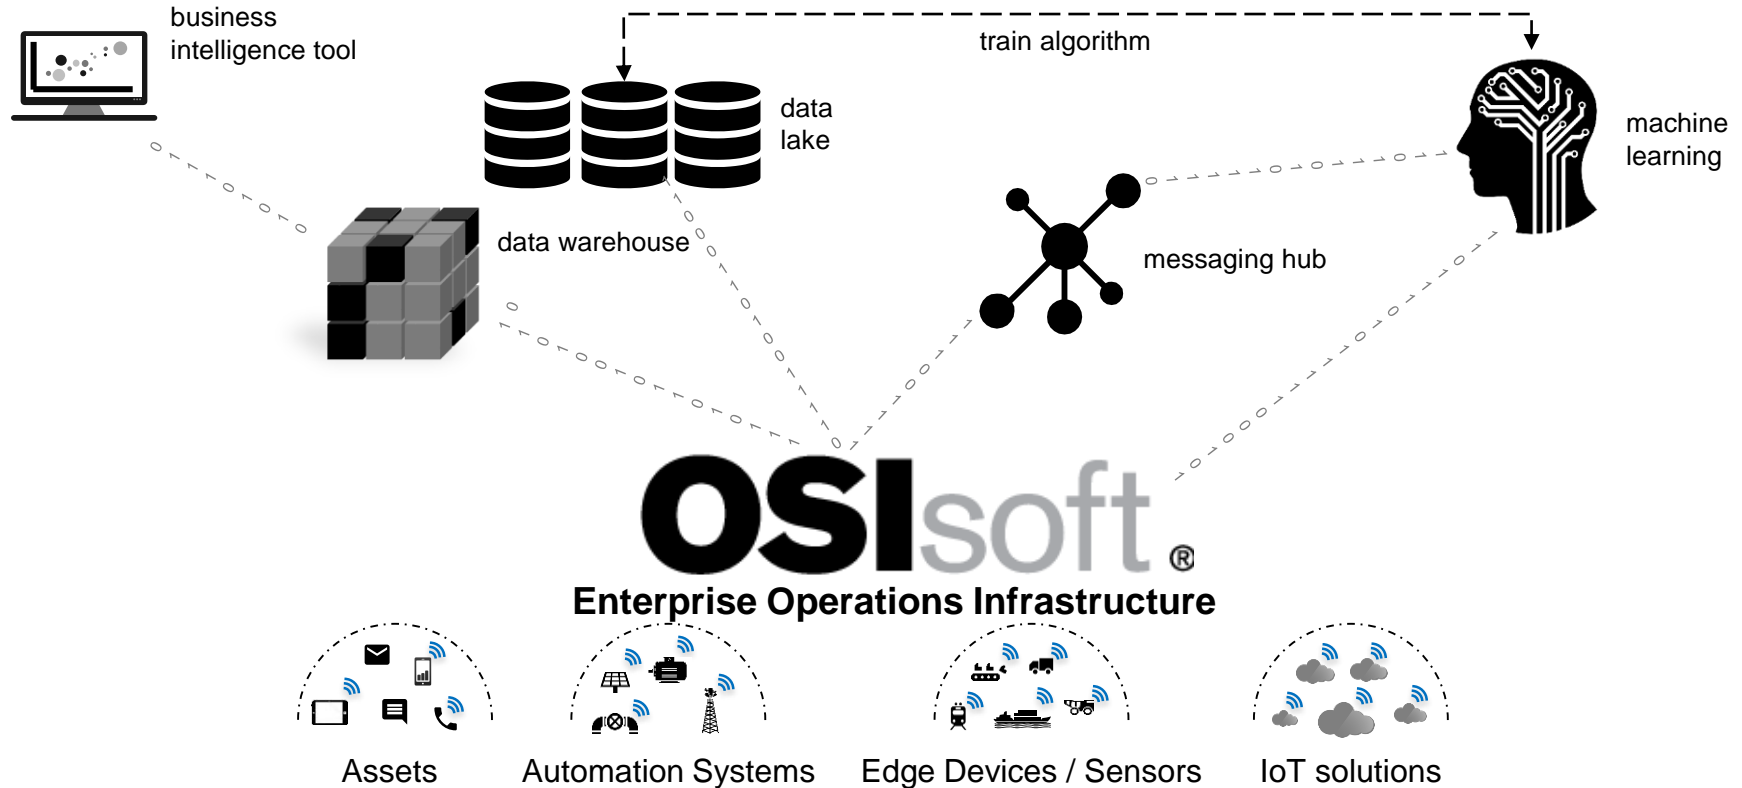 business
intelligence tool
train algorithm
data
lake
machine
learning
data warehouse
messaging hub
OSIsoft®
Enterprise Operations Infrastructure
Assets
Automation Systems
Edge Devices / Sensors
IoT solutions